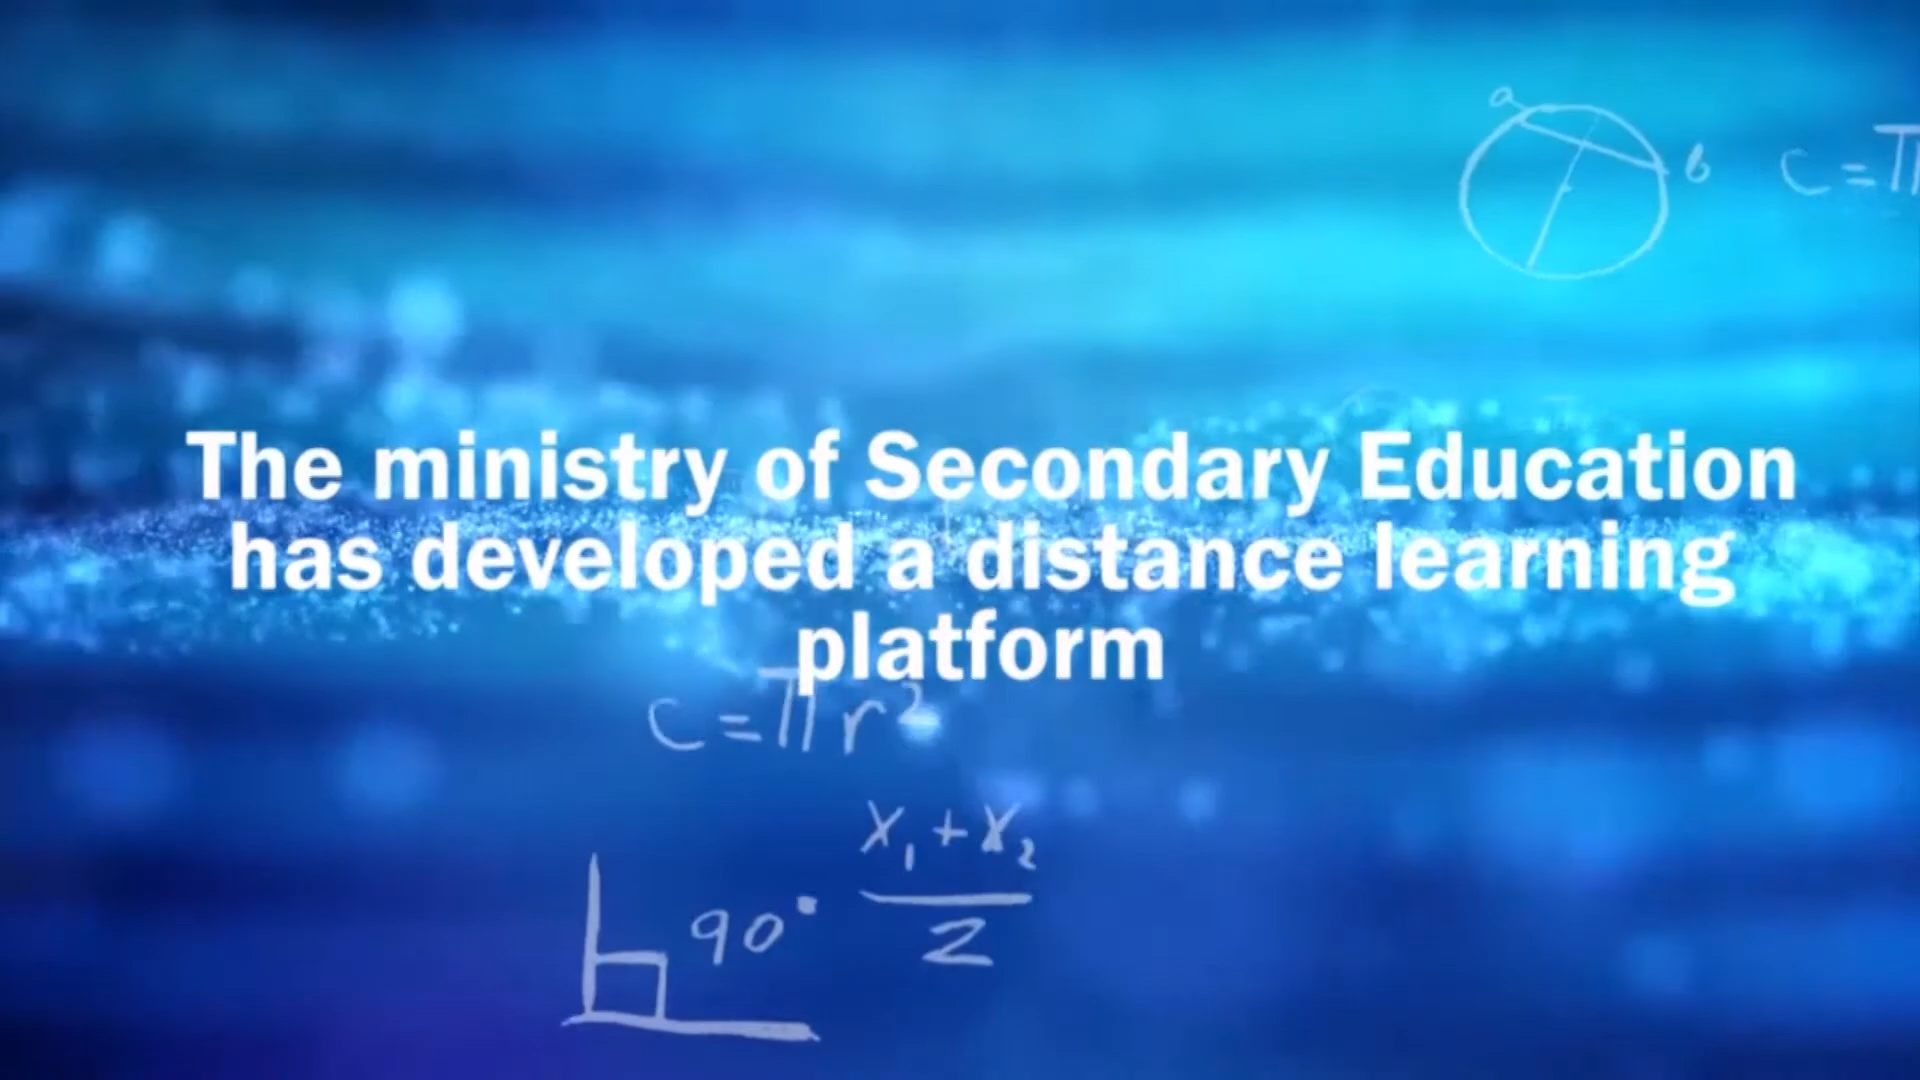 a
b
C=π
The ministry of Secondary Education
has developed a distance learning
platform
C=πr²
X₁+X₂
90°
2